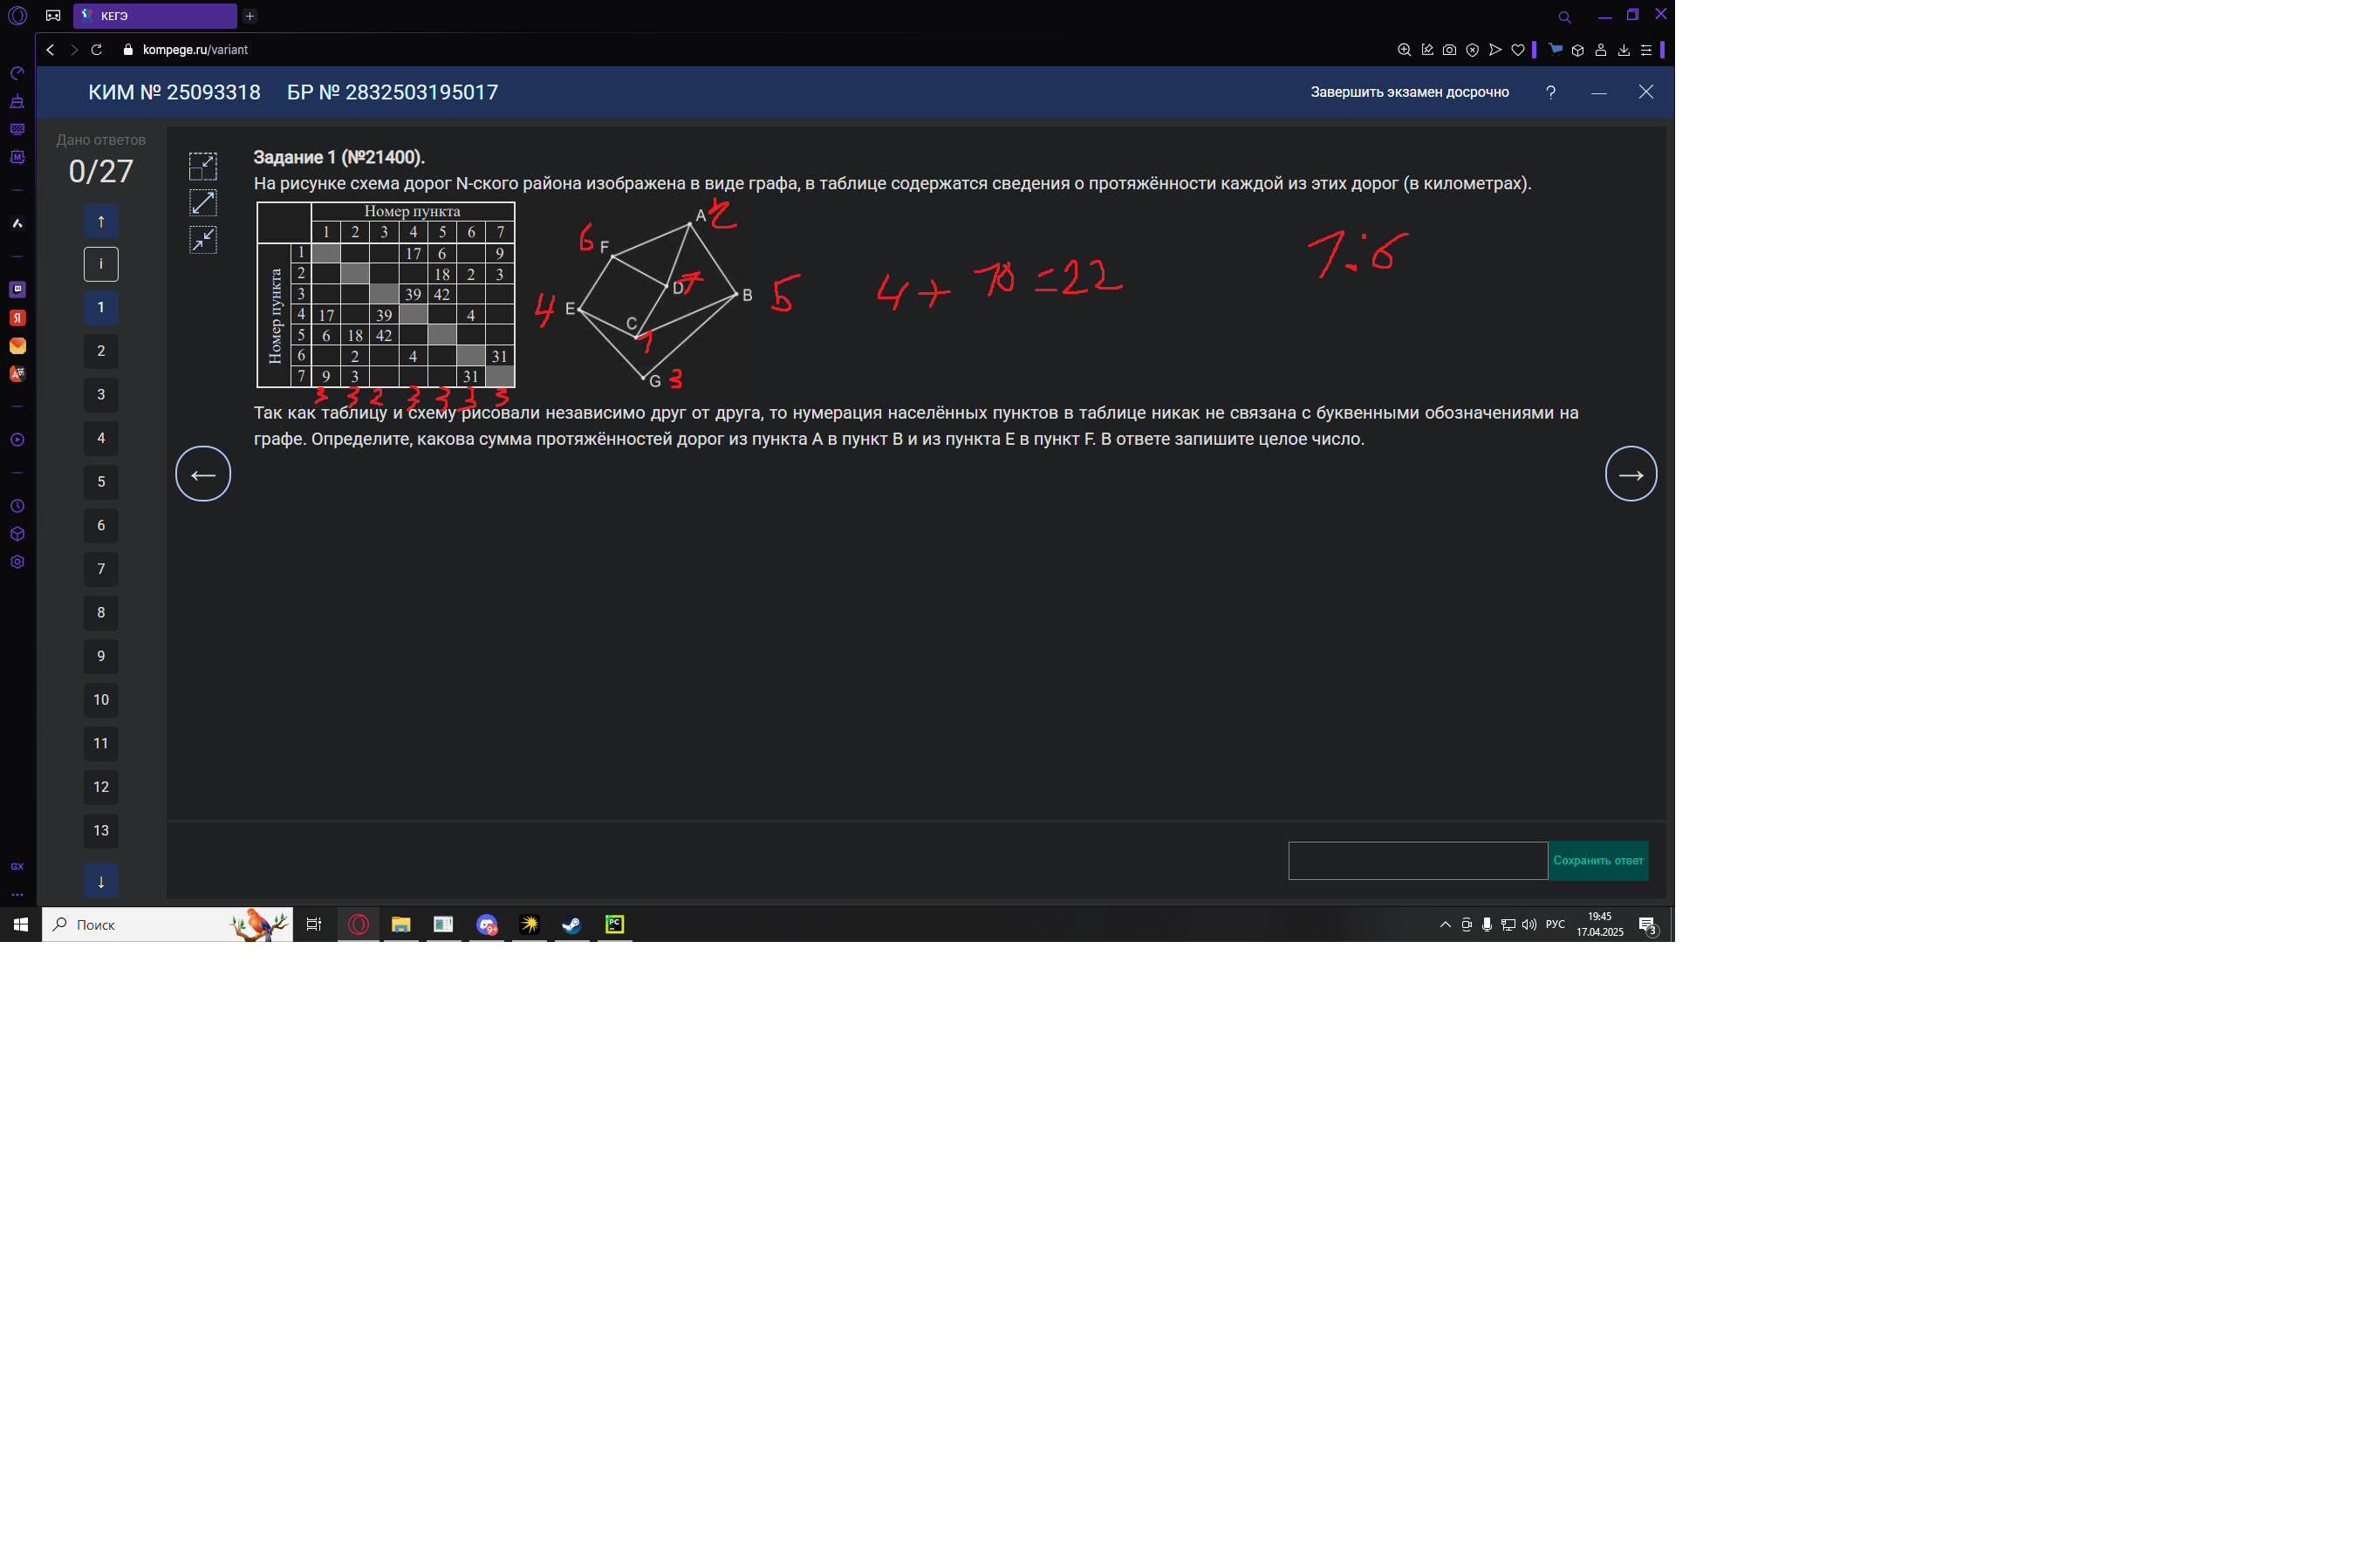 КЕГЭ
kompege.ru/variant
КИМ № 25093318 БР № 2832503195017
Завершить экзамен досрочно ?
Дано ответов
0/27
↑
i
1
2
3
4
5
6
7
8
9
10
11
12
13
↓
Задание 1 (№21400).
На рисунке схема дорог N-ского района изображена в виде графа, в таблице содержатся сведения о протяжённости каждой из этих дорог (в километрах).
Номер пункта
1 2 3 4 5 6 7
Номер пункта
1 17 6 9
2 18 2 3
3 39 42
4 17 39 4
5 6 18 42
6 2 4 31
7 9 3 31
3 3 2 3 3 3 3
A 2
6 F
D 7
B 5
4 E
C 1
G 3
4 + 18 = 22
Так как таблицу и схему рисовали независимо друг от друга, то нумерация населённых пунктов в таблице никак не связана с буквенными обозначениями на
графе. Определите, какова сумма протяжённостей дорог из пункта A в пункт B и из пункта E в пункт F. В ответе запишите целое число.
← →
Сохранить ответ
GX
Поиск
9+
PC
РУС
19:45
17.04.2025
3